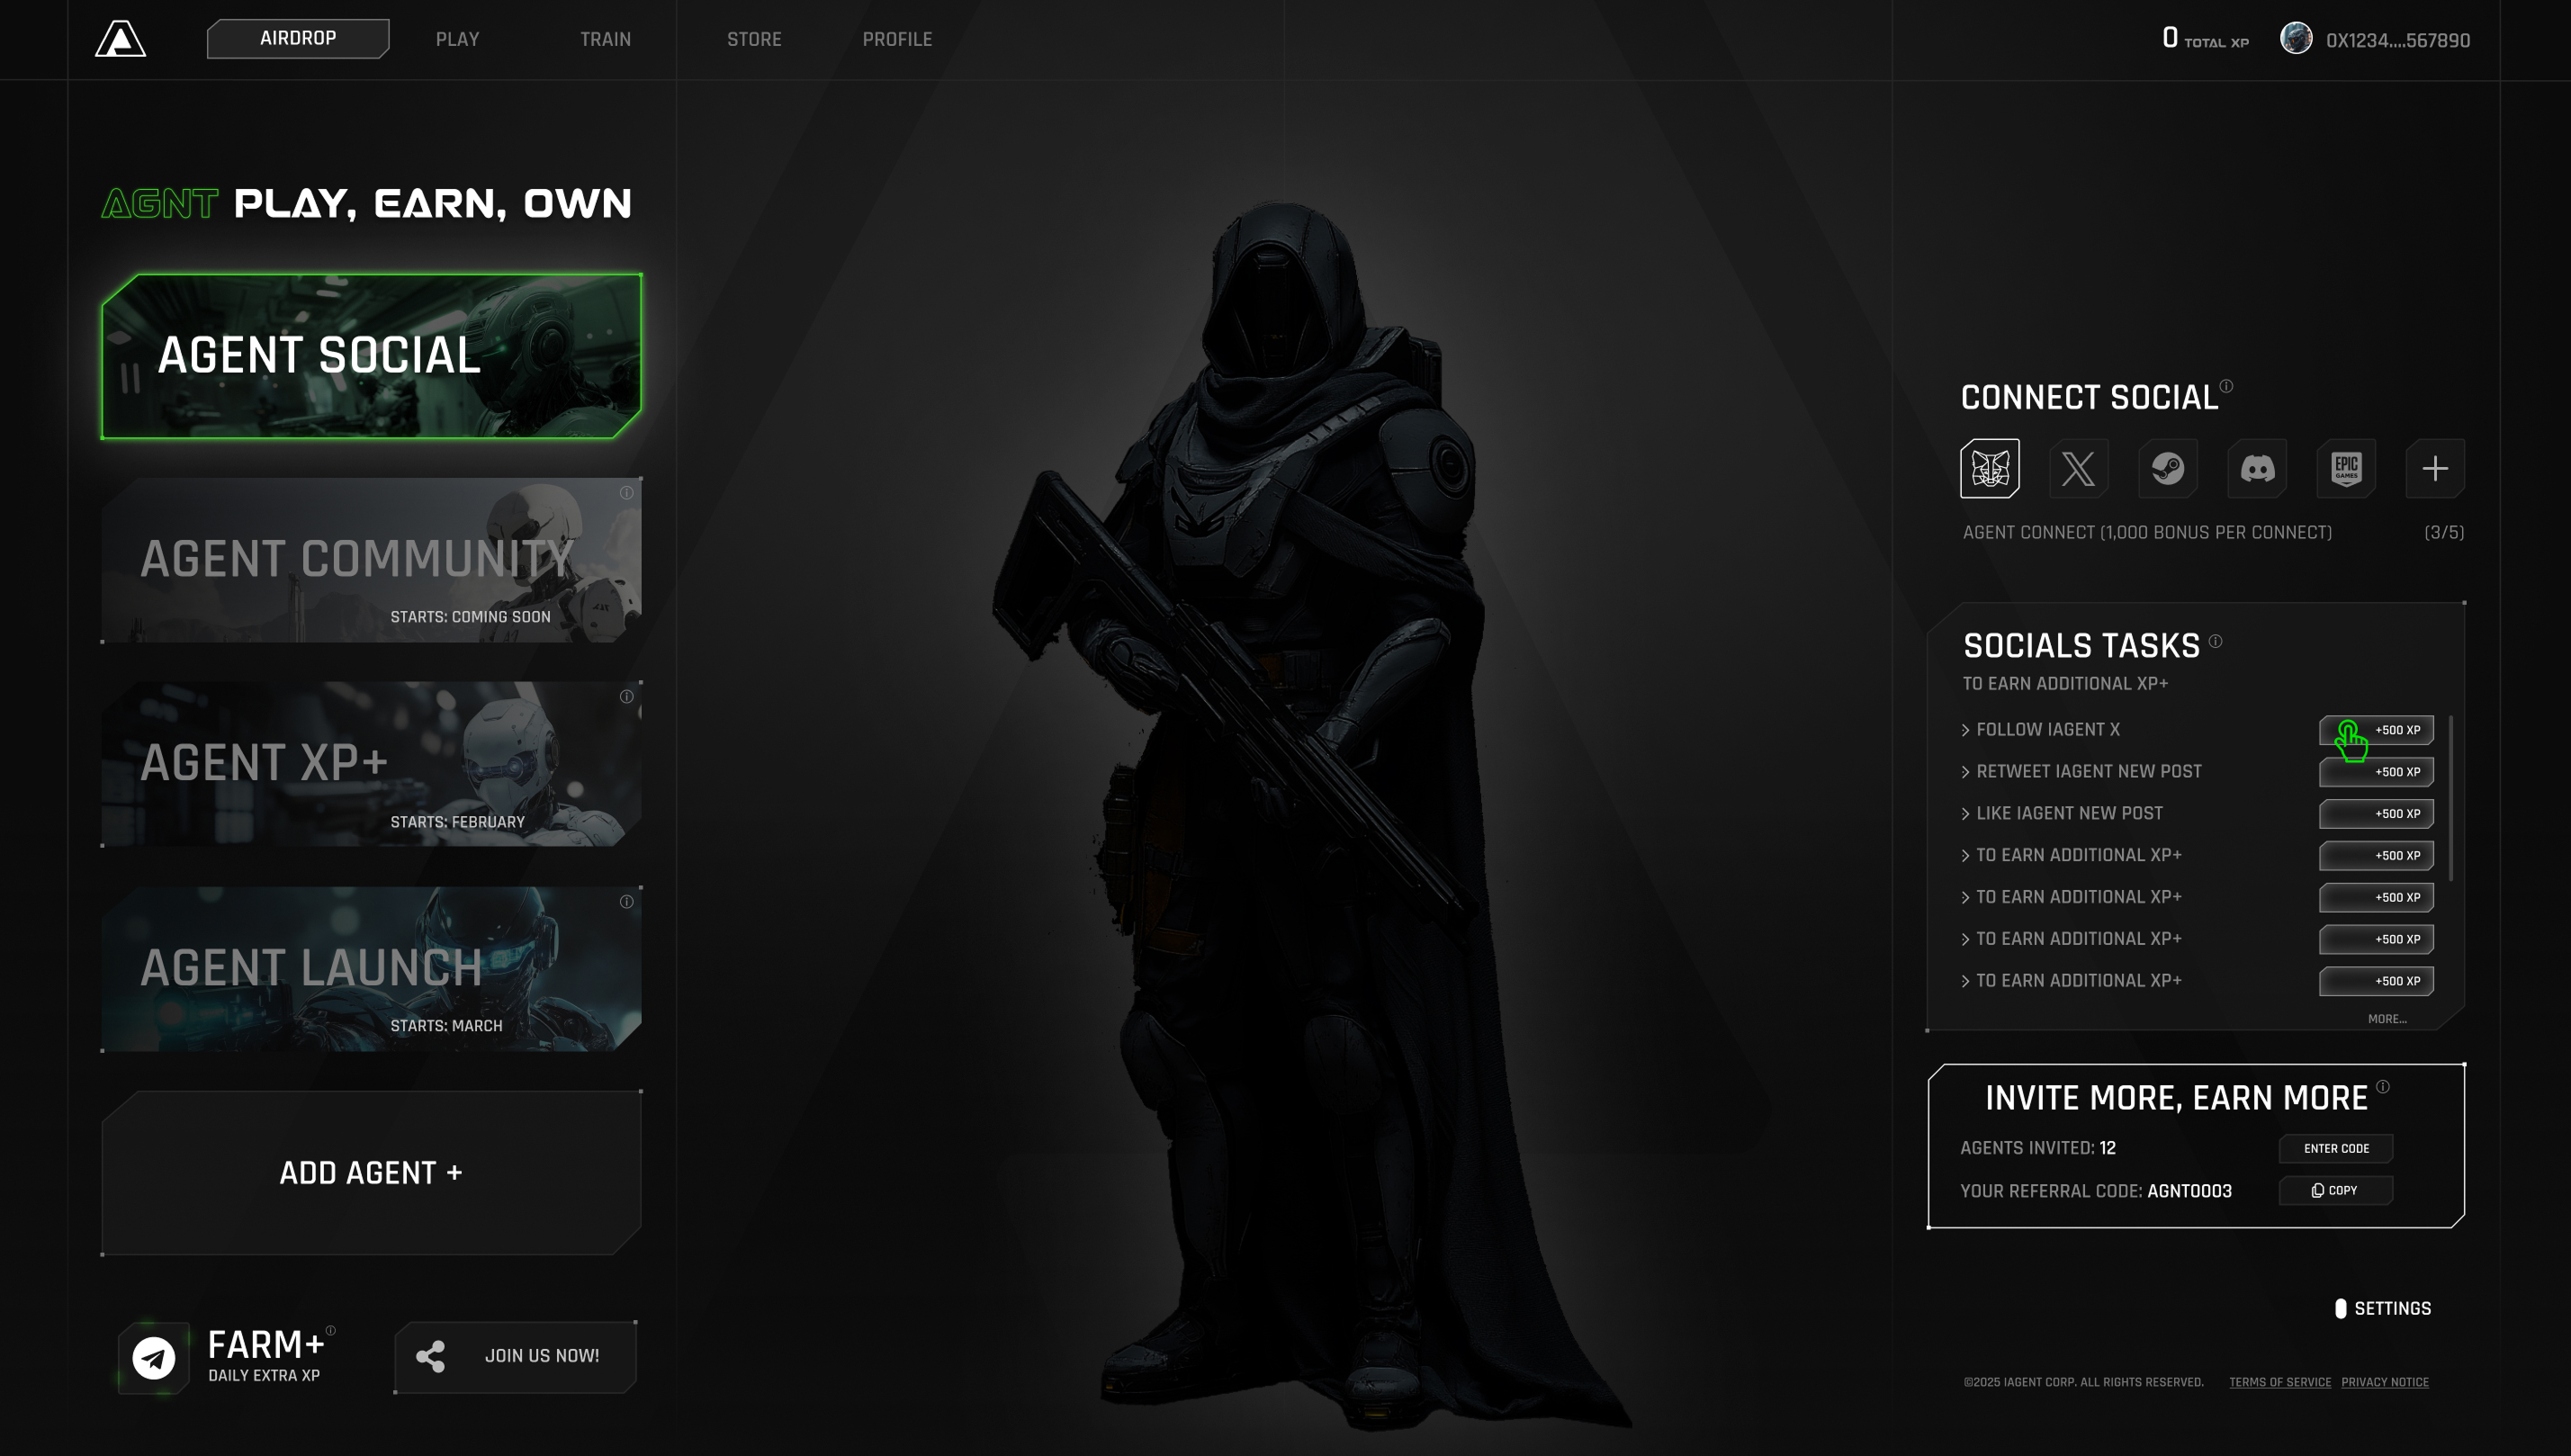 AIRDROP
PLAY
TRAIN
STORE
PROFILE
0 TOTAL XP
0X1234....567890
AGNT PLAY, EARN, OWN
AGENT SOCIAL
AGENT COMMUNITY
STARTS: COMING SOON
AGENT XP+
STARTS: FEBRUARY
AGENT LAUNCH
STARTS: MARCH
ADD AGENT +
FARM+
DAILY EXTRA XP
JOIN US NOW!
CONNECT SOCIAL
EPIC
GAMES
AGENT CONNECT (1,000 BONUS PER CONNECT) (3/5)
SOCIALS TASKS
TO EARN ADDITIONAL XP+
> FOLLOW IAGENT X +500 XP
> RETWEET IAGENT NEW POST +500 XP
> LIKE IAGENT NEW POST +500 XP
> TO EARN ADDITIONAL XP+ +500 XP
> TO EARN ADDITIONAL XP+ +500 XP
> TO EARN ADDITIONAL XP+ +500 XP
> TO EARN ADDITIONAL XP+ +500 XP
MORE...
INVITE MORE, EARN MORE
AGENTS INVITED: 12 ENTER CODE
YOUR REFERRAL CODE: AGNT0003 COPY
SETTINGS
©2025 IAGENT CORP. ALL RIGHTS RESERVED. TERMS OF SERVICE PRIVACY NOTICE